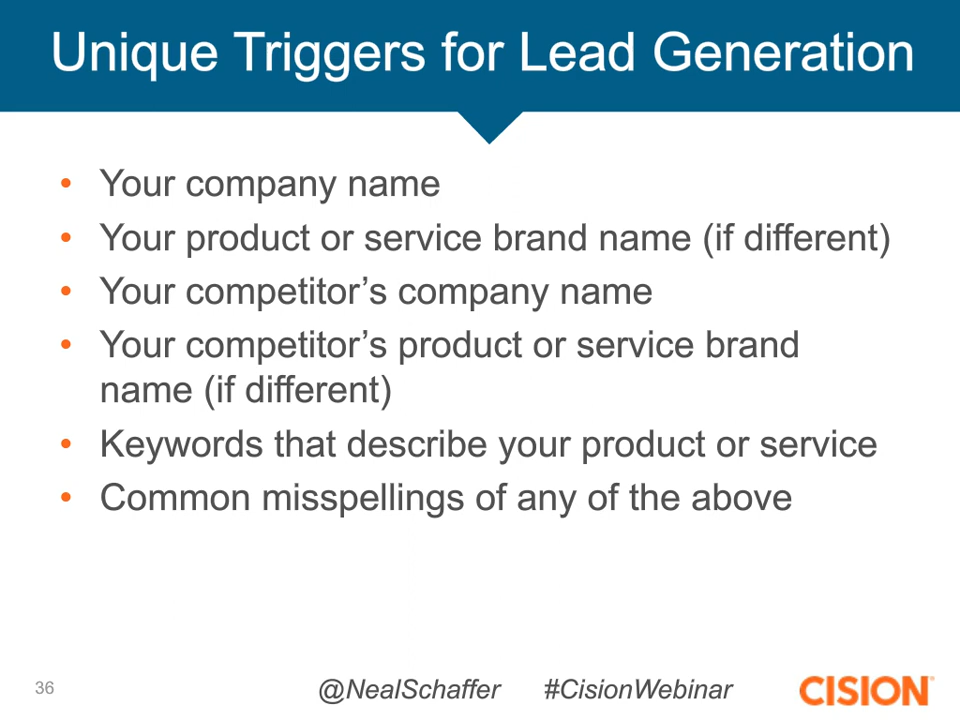 Unique Triggers for Lead Generation
• Your company name
• Your product or service brand name (if different)
• Your competitor’s company name
• Your competitor’s product or service brand
name (if different)
• Keywords that describe your product or service
• Common misspellings of any of the above
36
@NealSchaffer #CisionWebinar
CISION®